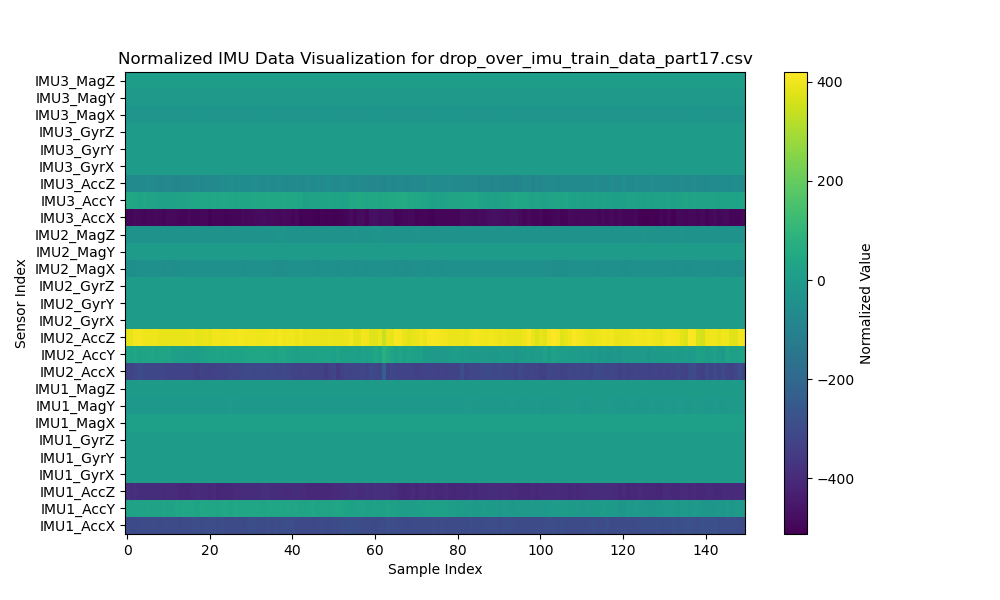 Normalized IMU Data Visualization for drop_over_imu_train_data_part17.csv
IMU3_MagZ
IMU3_MagY
IMU3_MagX
IMU3_GyrZ
IMU3_GyrY
IMU3_GyrX
IMU3_AccZ
IMU3_AccY
IMU3_AccX
IMU2_MagZ
IMU2_MagY
IMU2_MagX
IMU2_GyrZ
IMU2_GyrY
IMU2_GyrX
IMU2_AccZ
IMU2_AccY
IMU2_AccX
IMU1_MagZ
IMU1_MagY
IMU1_MagX
IMU1_GyrZ
IMU1_GyrY
IMU1_GyrX
IMU1_AccZ
IMU1_AccY
IMU1_AccX
Sensor Index
0 20 40 60 80 100 120 140
Sample Index
400
200
0
−200
−400
Normalized Value